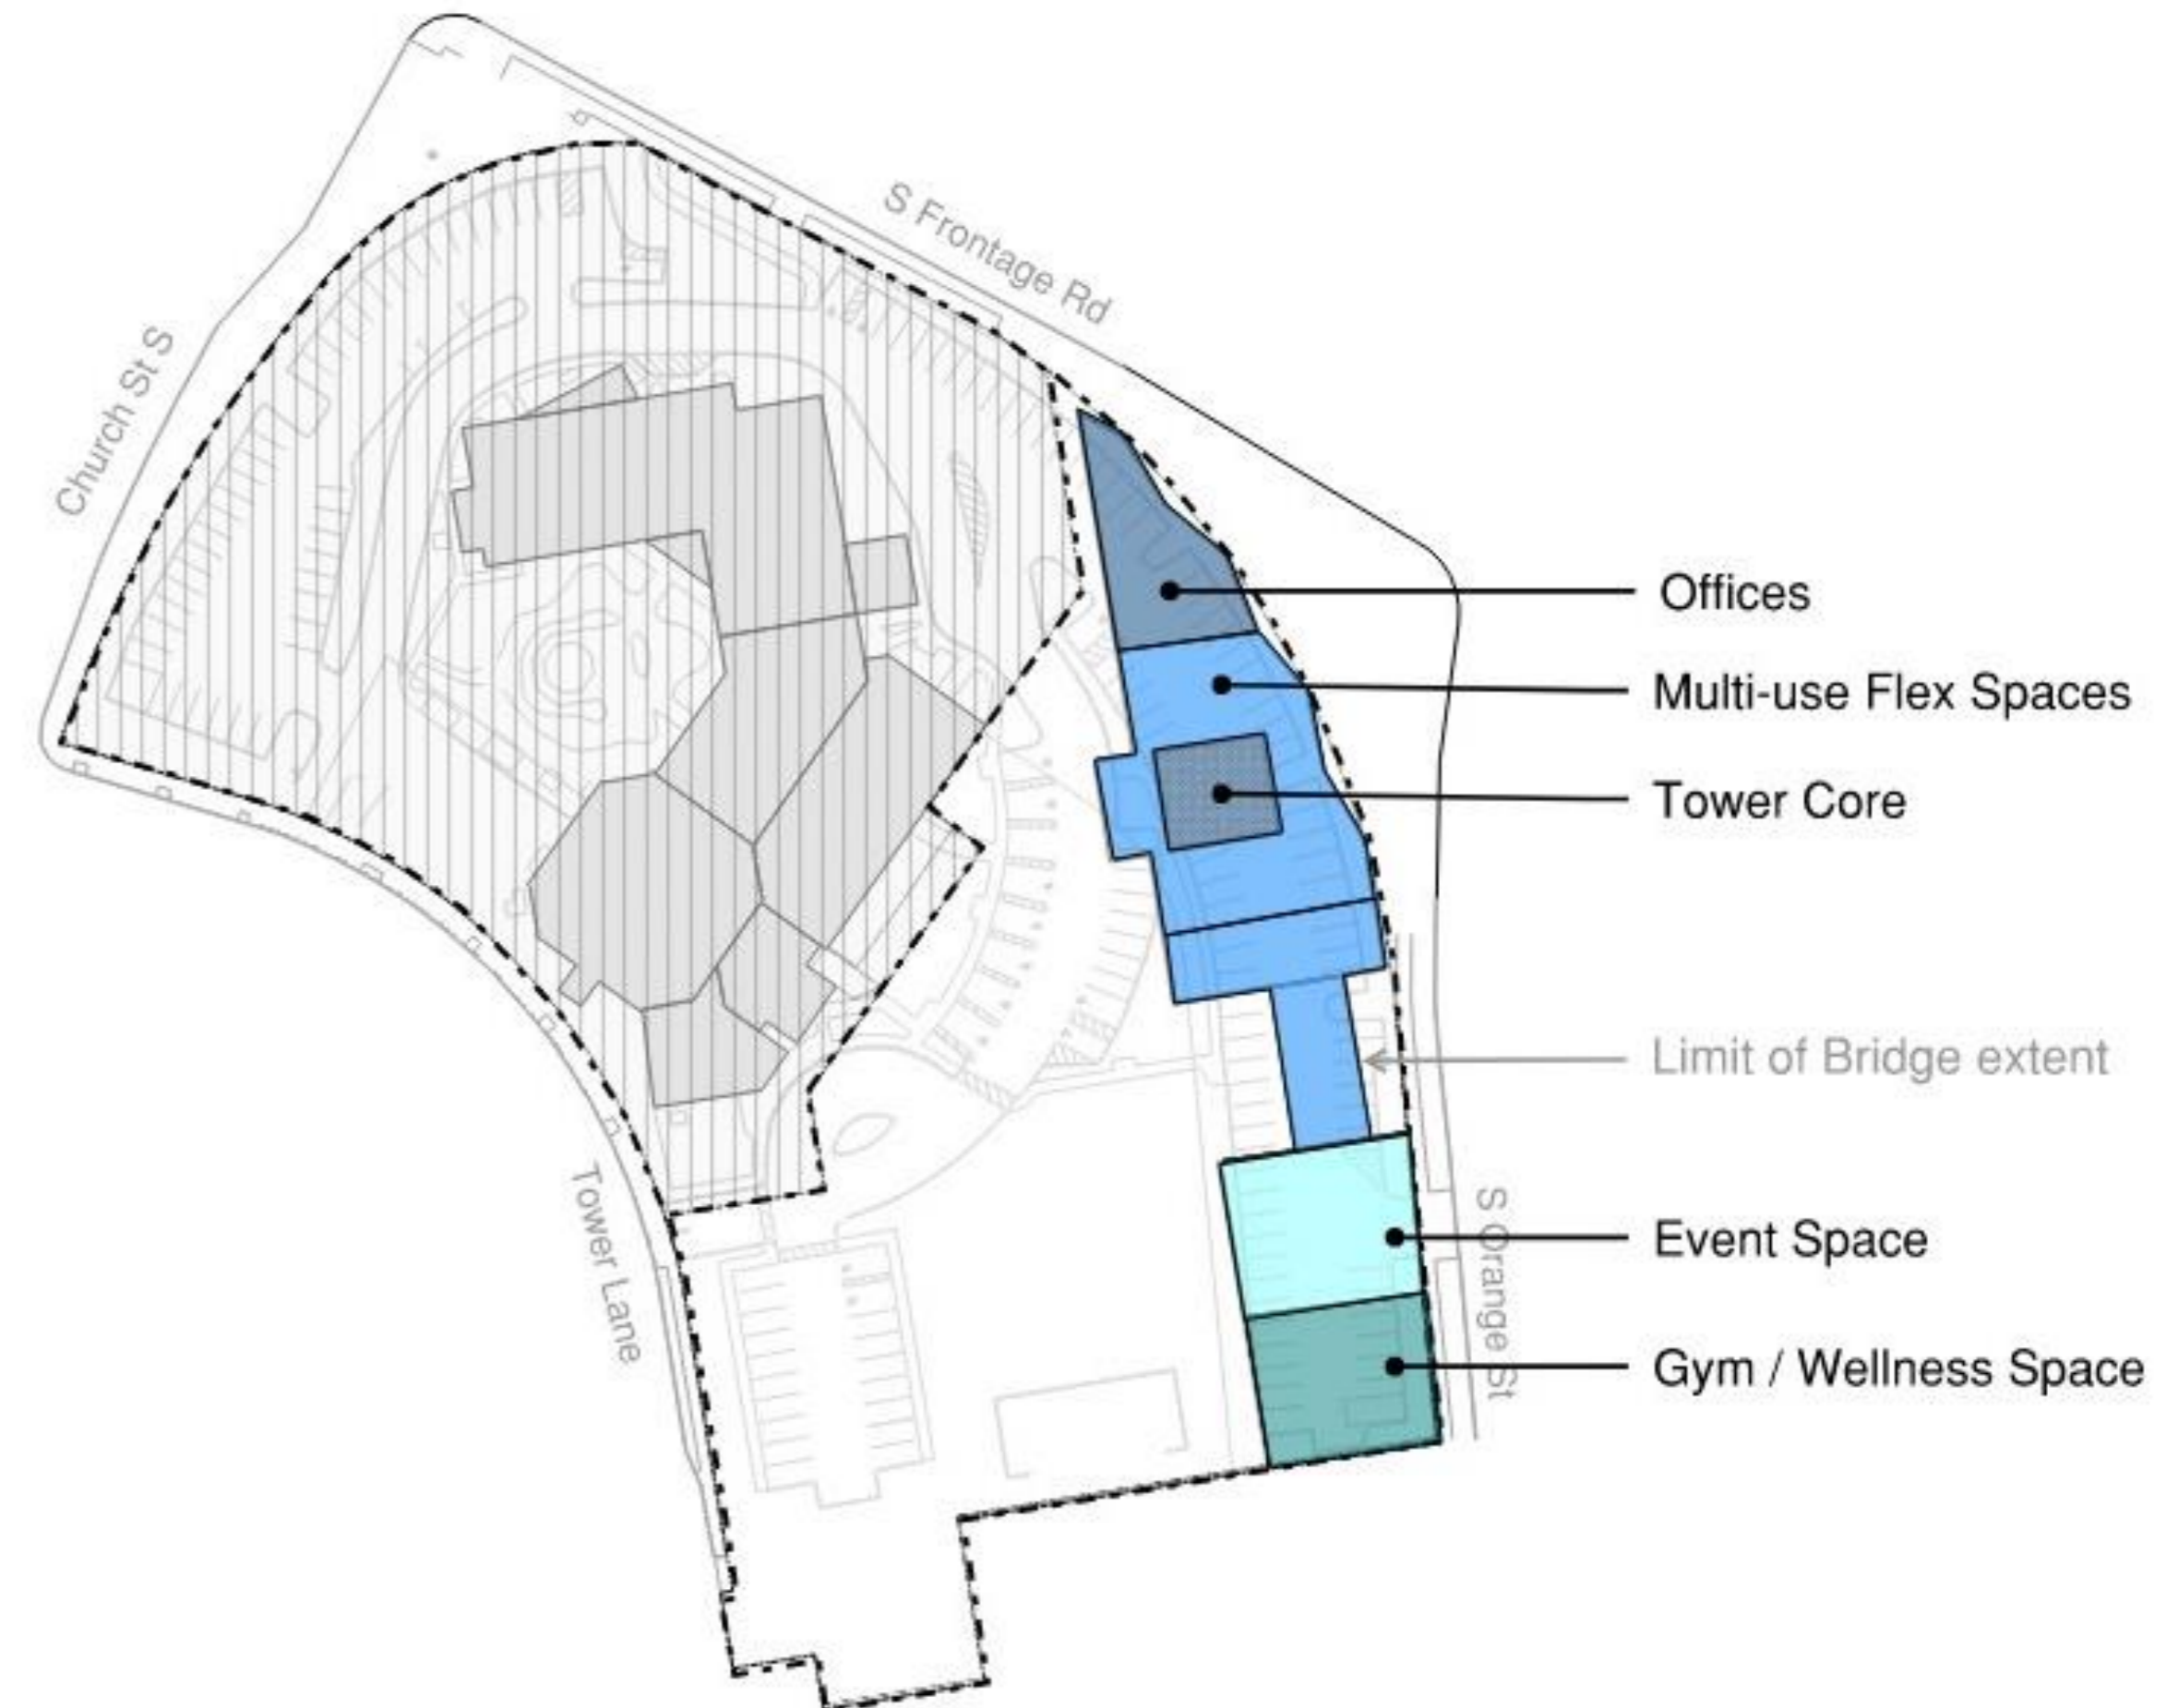 S Frontage Rd
Church St S
Offices
Multi-use Flex Spaces
Tower Core
Limit of Bridge extent
Tower Lane
S Orange St
Event Space
Gym / Wellness Space